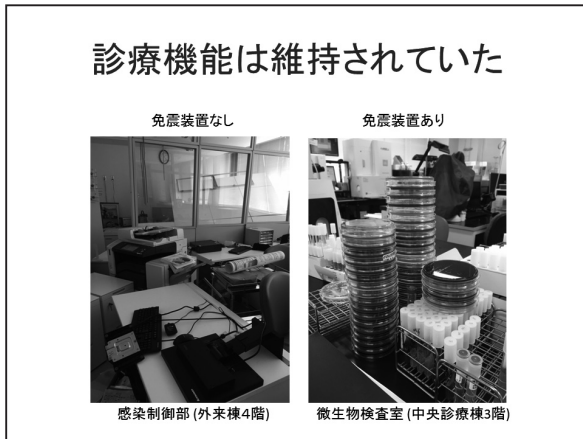 診療機能は維持されていた
免震装置なし
免震装置あり
感染制御部 (外来棟4階)
微生物検査室 (中央診療棟3階)